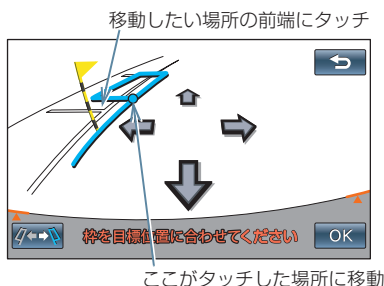 移動したい場所の前端にタッチ
枠を目標位置に合わせてください
OK
ここがタッチした場所に移動